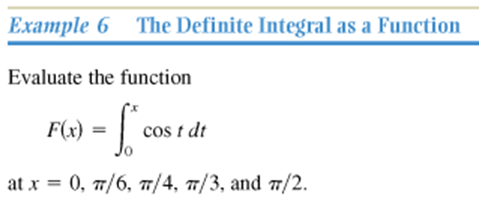 Example 6 The Definite Integral as a Function
Evaluate the function
F(x) = ∫₀ˣ cos t dt
at x = 0, π/6, π/4, π/3, and π/2.